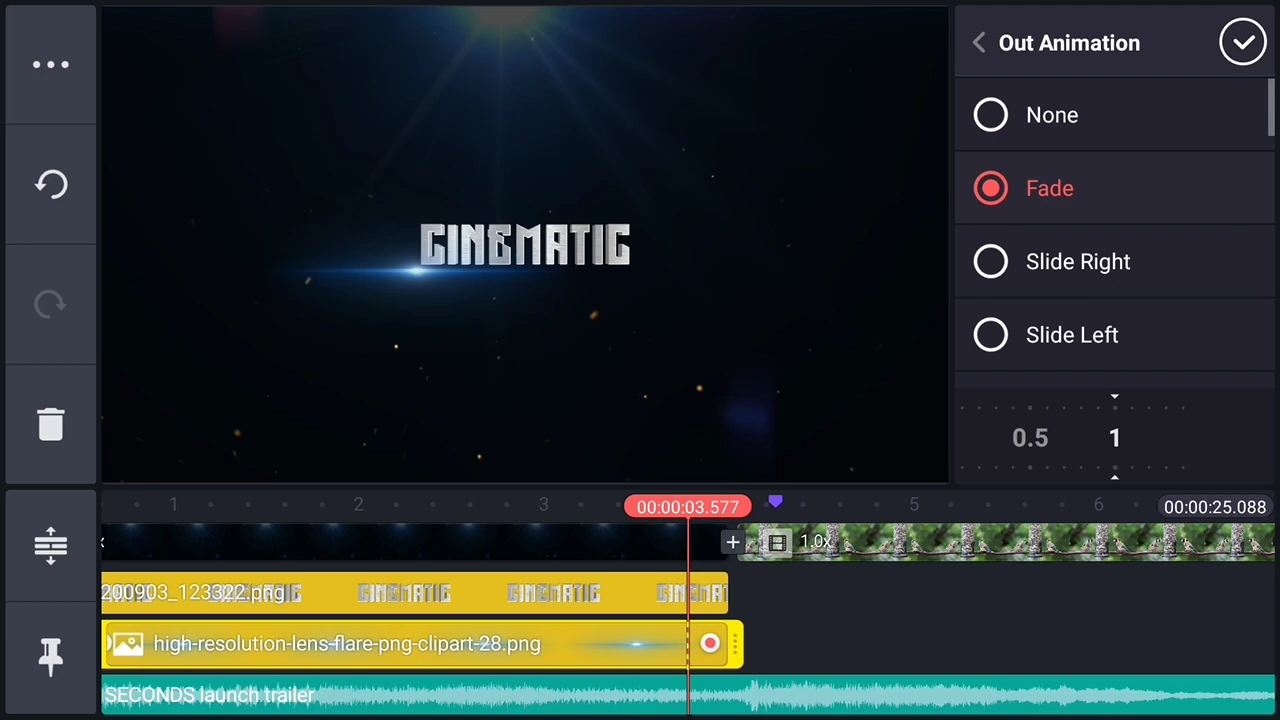 Out Animation
None
Fade
Slide Right
Slide Left
0.5 1
CINEMATIC
1 2 3 5 6
00:00:03.577
00:00:25.088
1.0x
200903_123322.png
CINEMATIC CINEMATIC CINEMATIC
high-resolution-lens-flare-png-clipart-28.png
SECONDS launch trailer